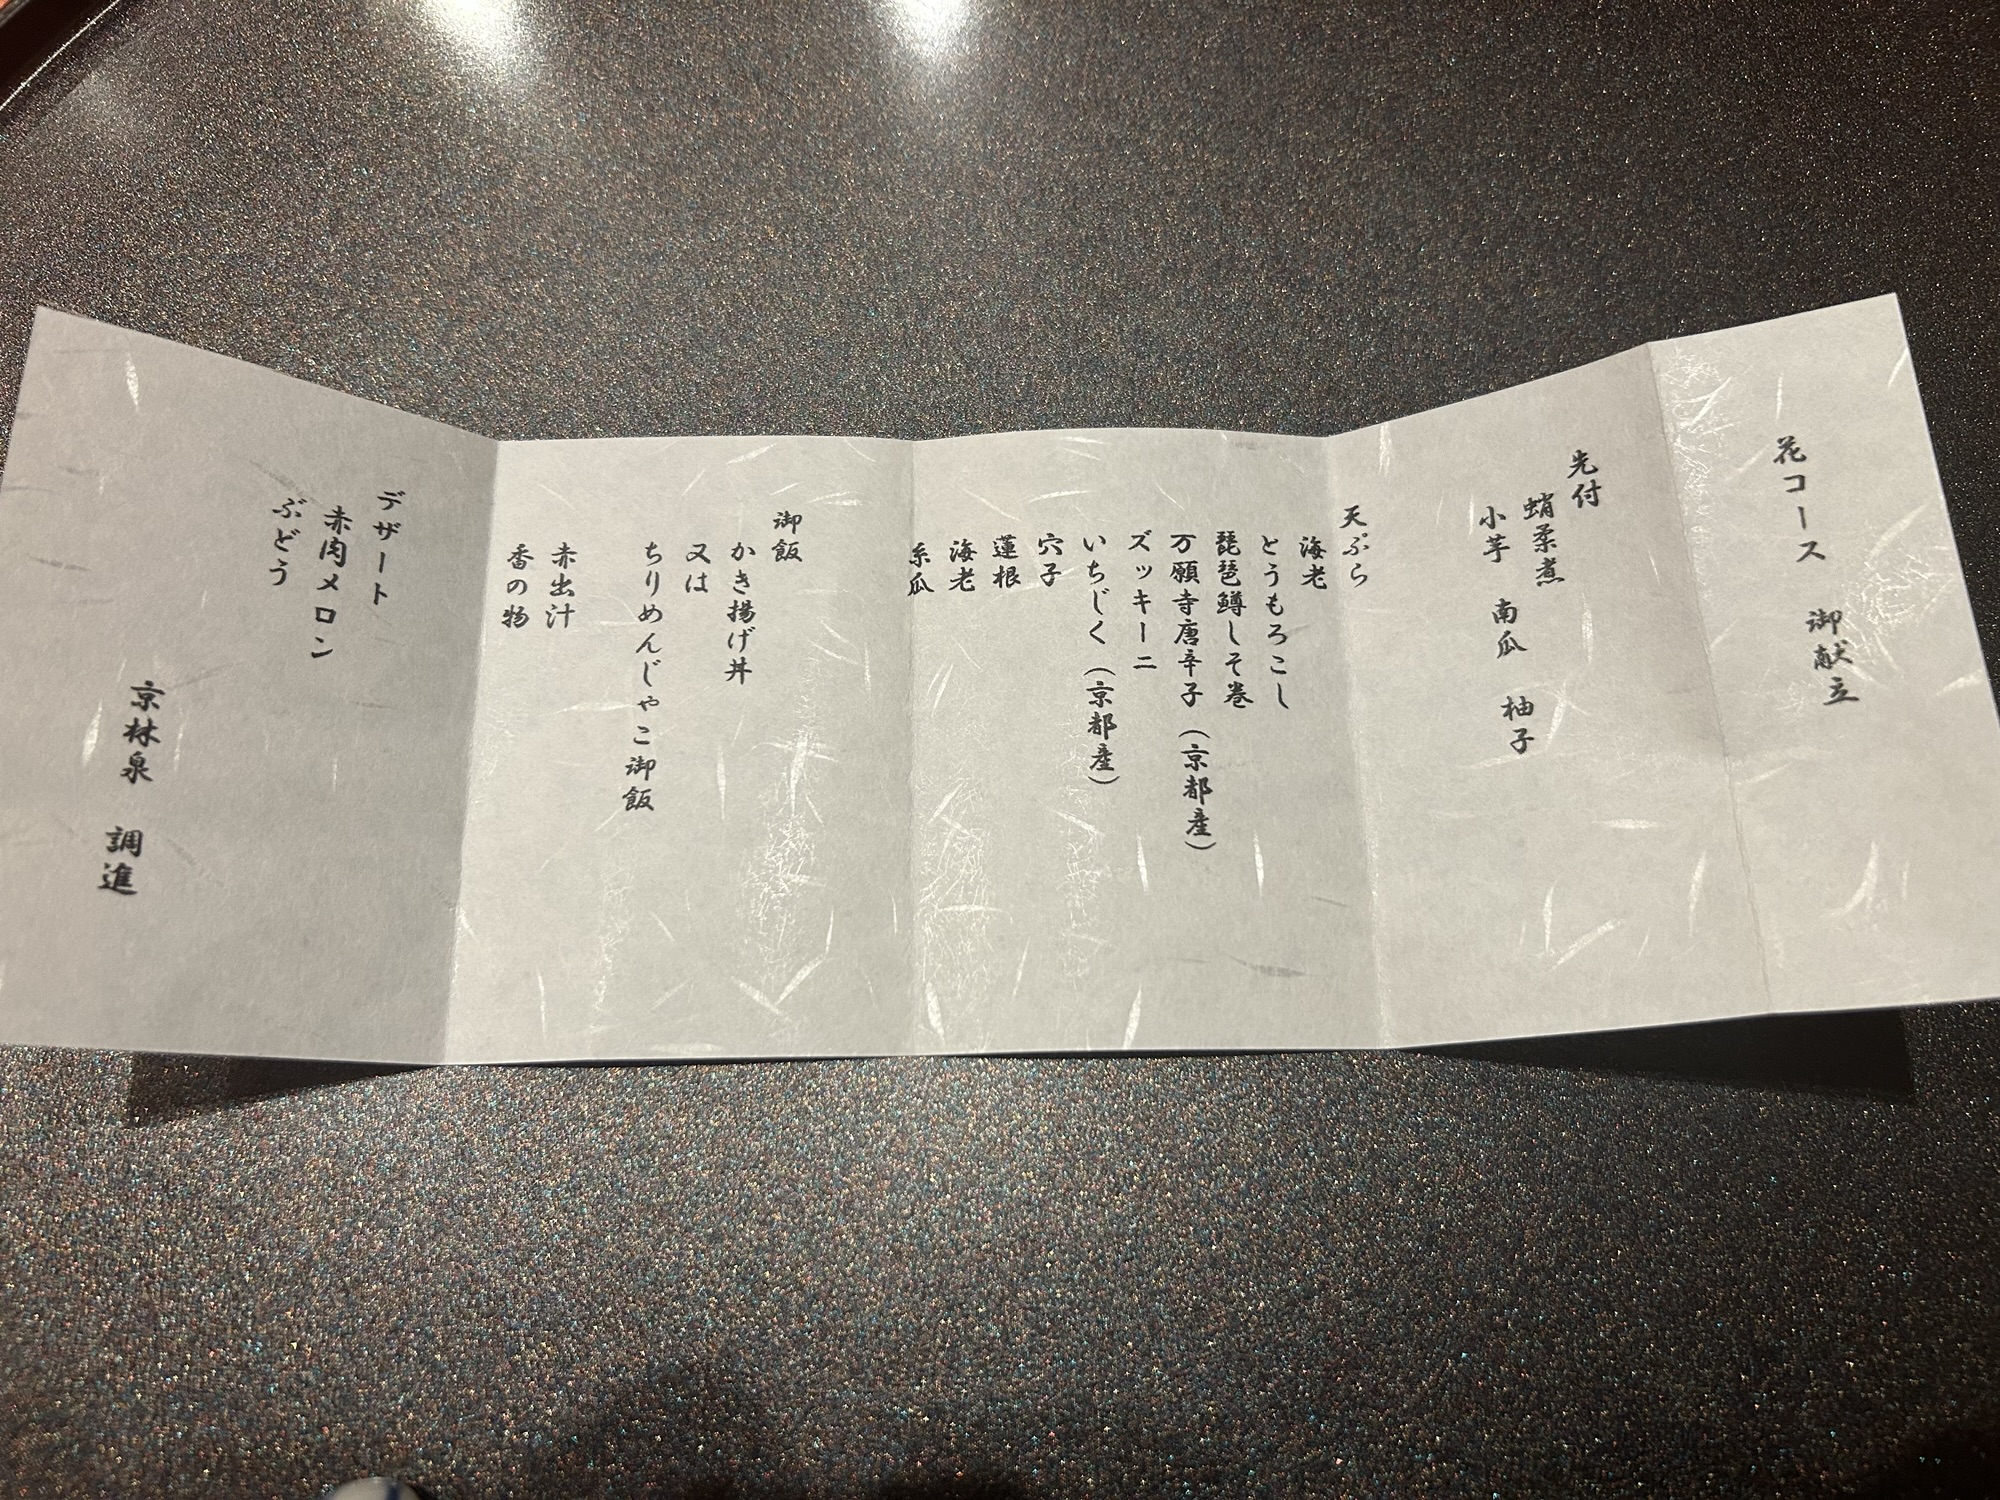 花コース　御献立
先付
蛸柔煮
小芋　南瓜　柚子
天ぷら
海老
とうもろこし
琵琶鱒しそ巻
万願寺唐辛子（京都産）
ズッキーニ
いちじく（京都産）
穴子
蓮根
海老
糸瓜
御飯
かき揚げ丼
又は
ちりめんじゃこ御飯
赤出汁
香の物
デザート
赤肉メロン
ぶどう
京林泉　調進